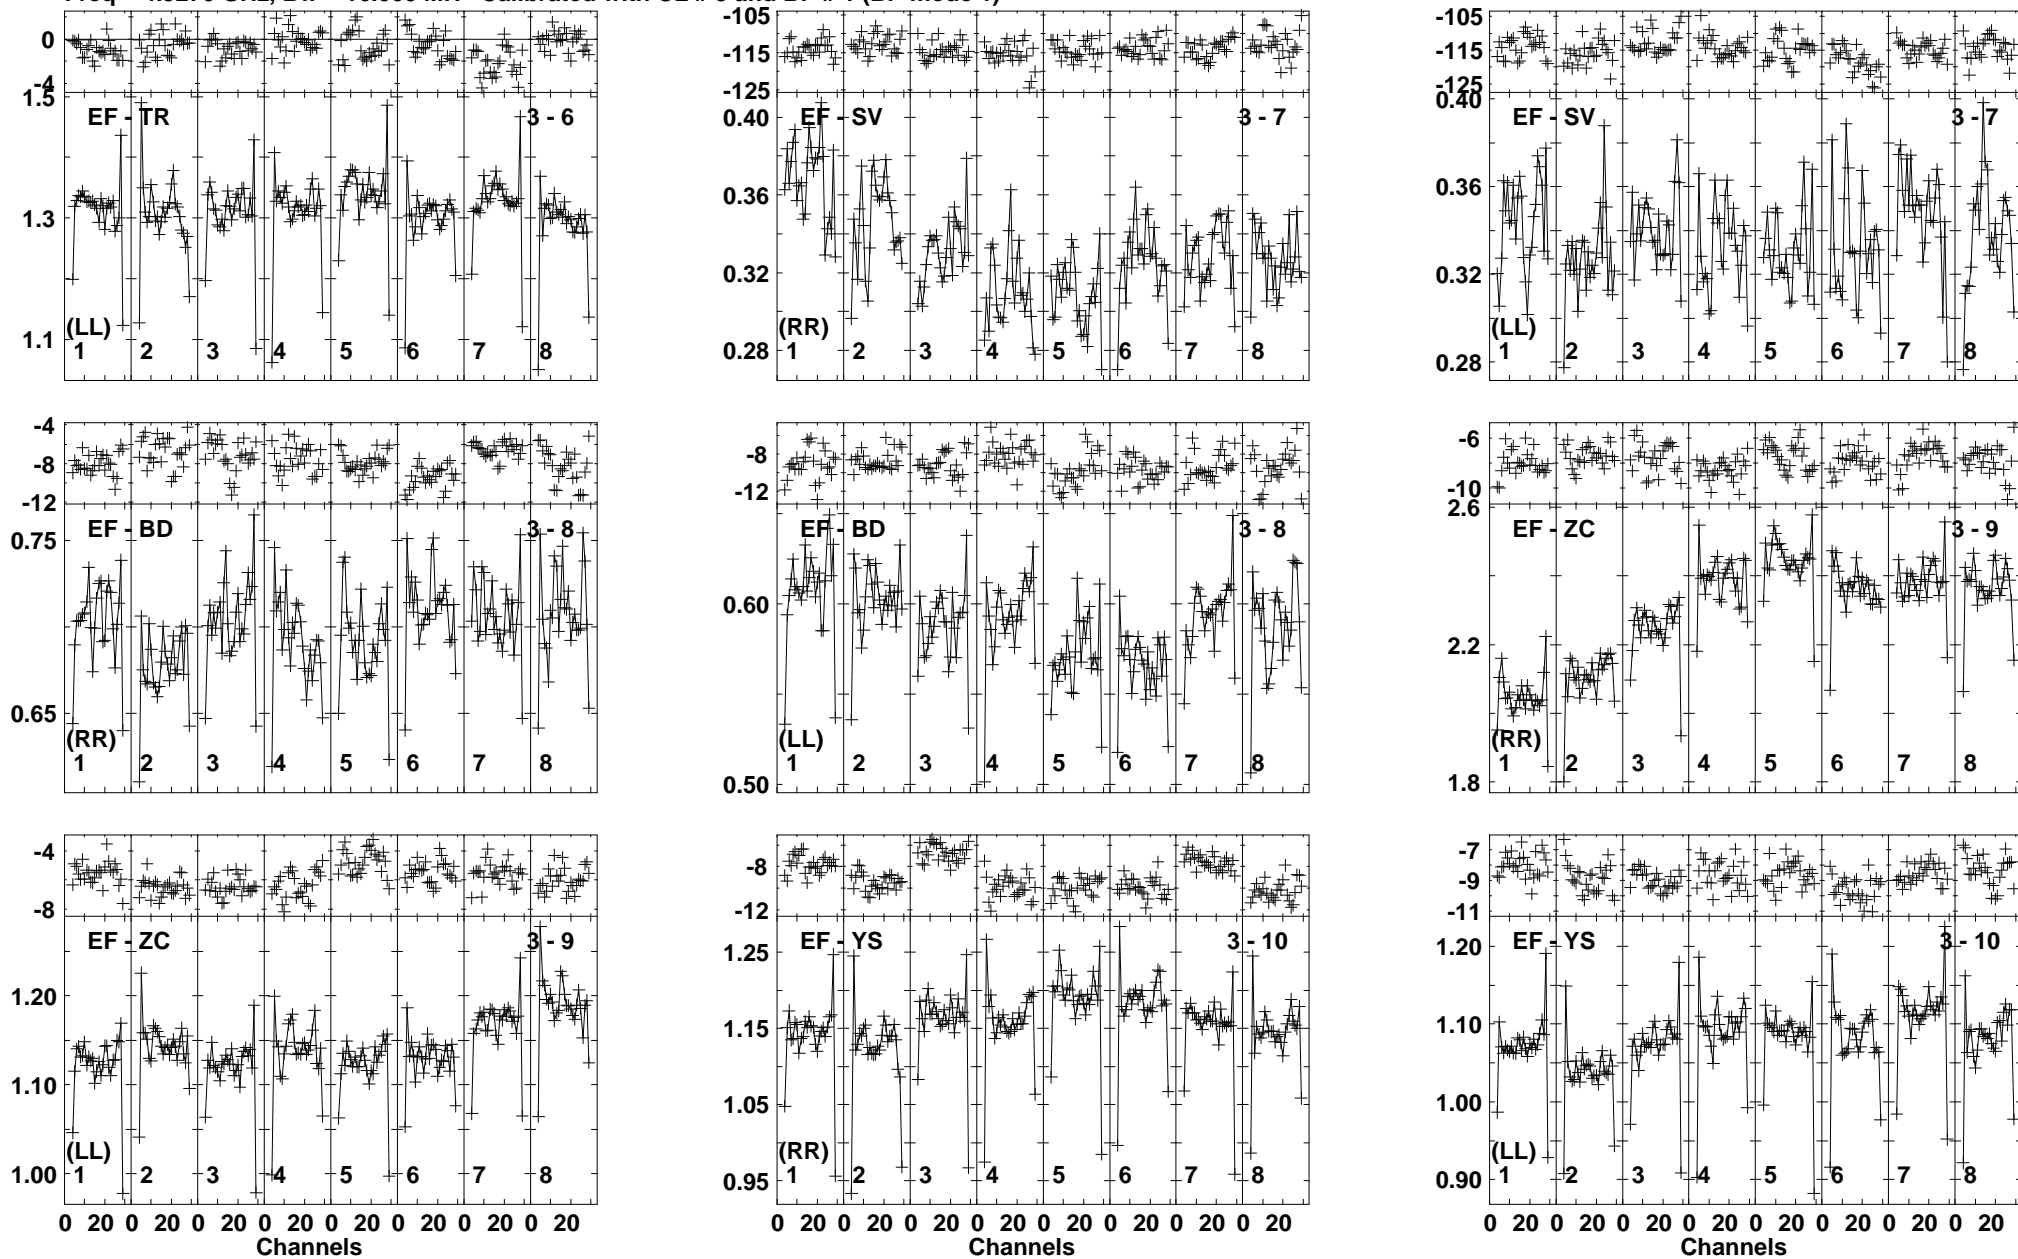 0 -4 1.5 1.3 1.1
EF - TR 3 - 6
(LL)
1 2 3 4 5 6 7 8
-105 -115 -125 0.40 0.36 0.32 0.28
EF - SV 3 - 7
(RR)
1 2 3 4 5 6 7 8
-105 -115 -125 0.40 0.36 0.32 0.28
EF - SV 3 - 7
(LL)
1 2 3 4 5 6 7 8
-4 -8 -12 0.75 0.65
EF - BD 3 - 8
(RR)
1 2 3 4 5 6 7 8
-8 -12 0.60 0.50
EF - BD 3 - 8
(LL)
1 2 3 4 5 6 7 8
-6 -10 2.6 2.2 1.8
EF - ZC 3 - 9
(RR)
1 2 3 4 5 6 7 8
-4 -8 1.20 1.10 1.00
EF - ZC 3 - 9
(LL)
1 2 3 4 5 6 7 8
0 20 0 20 0 20 0 20 0 20 0 20 0 20 0 20
Channels
-8 -12 1.25 1.15 1.05 0.95
EF - YS 3 - 10
(RR)
1 2 3 4 5 6 7 8
0 20 0 20 0 20 0 20 0 20 0 20 0 20 0 20
Channels
-7 -9 -11 1.20 1.10 1.00 0.90
EF - YS 3 - 10
(LL)
1 2 3 4 5 6 7 8
0 20 0 20 0 20 0 20 0 20 0 20 0 20 0 20
Channels